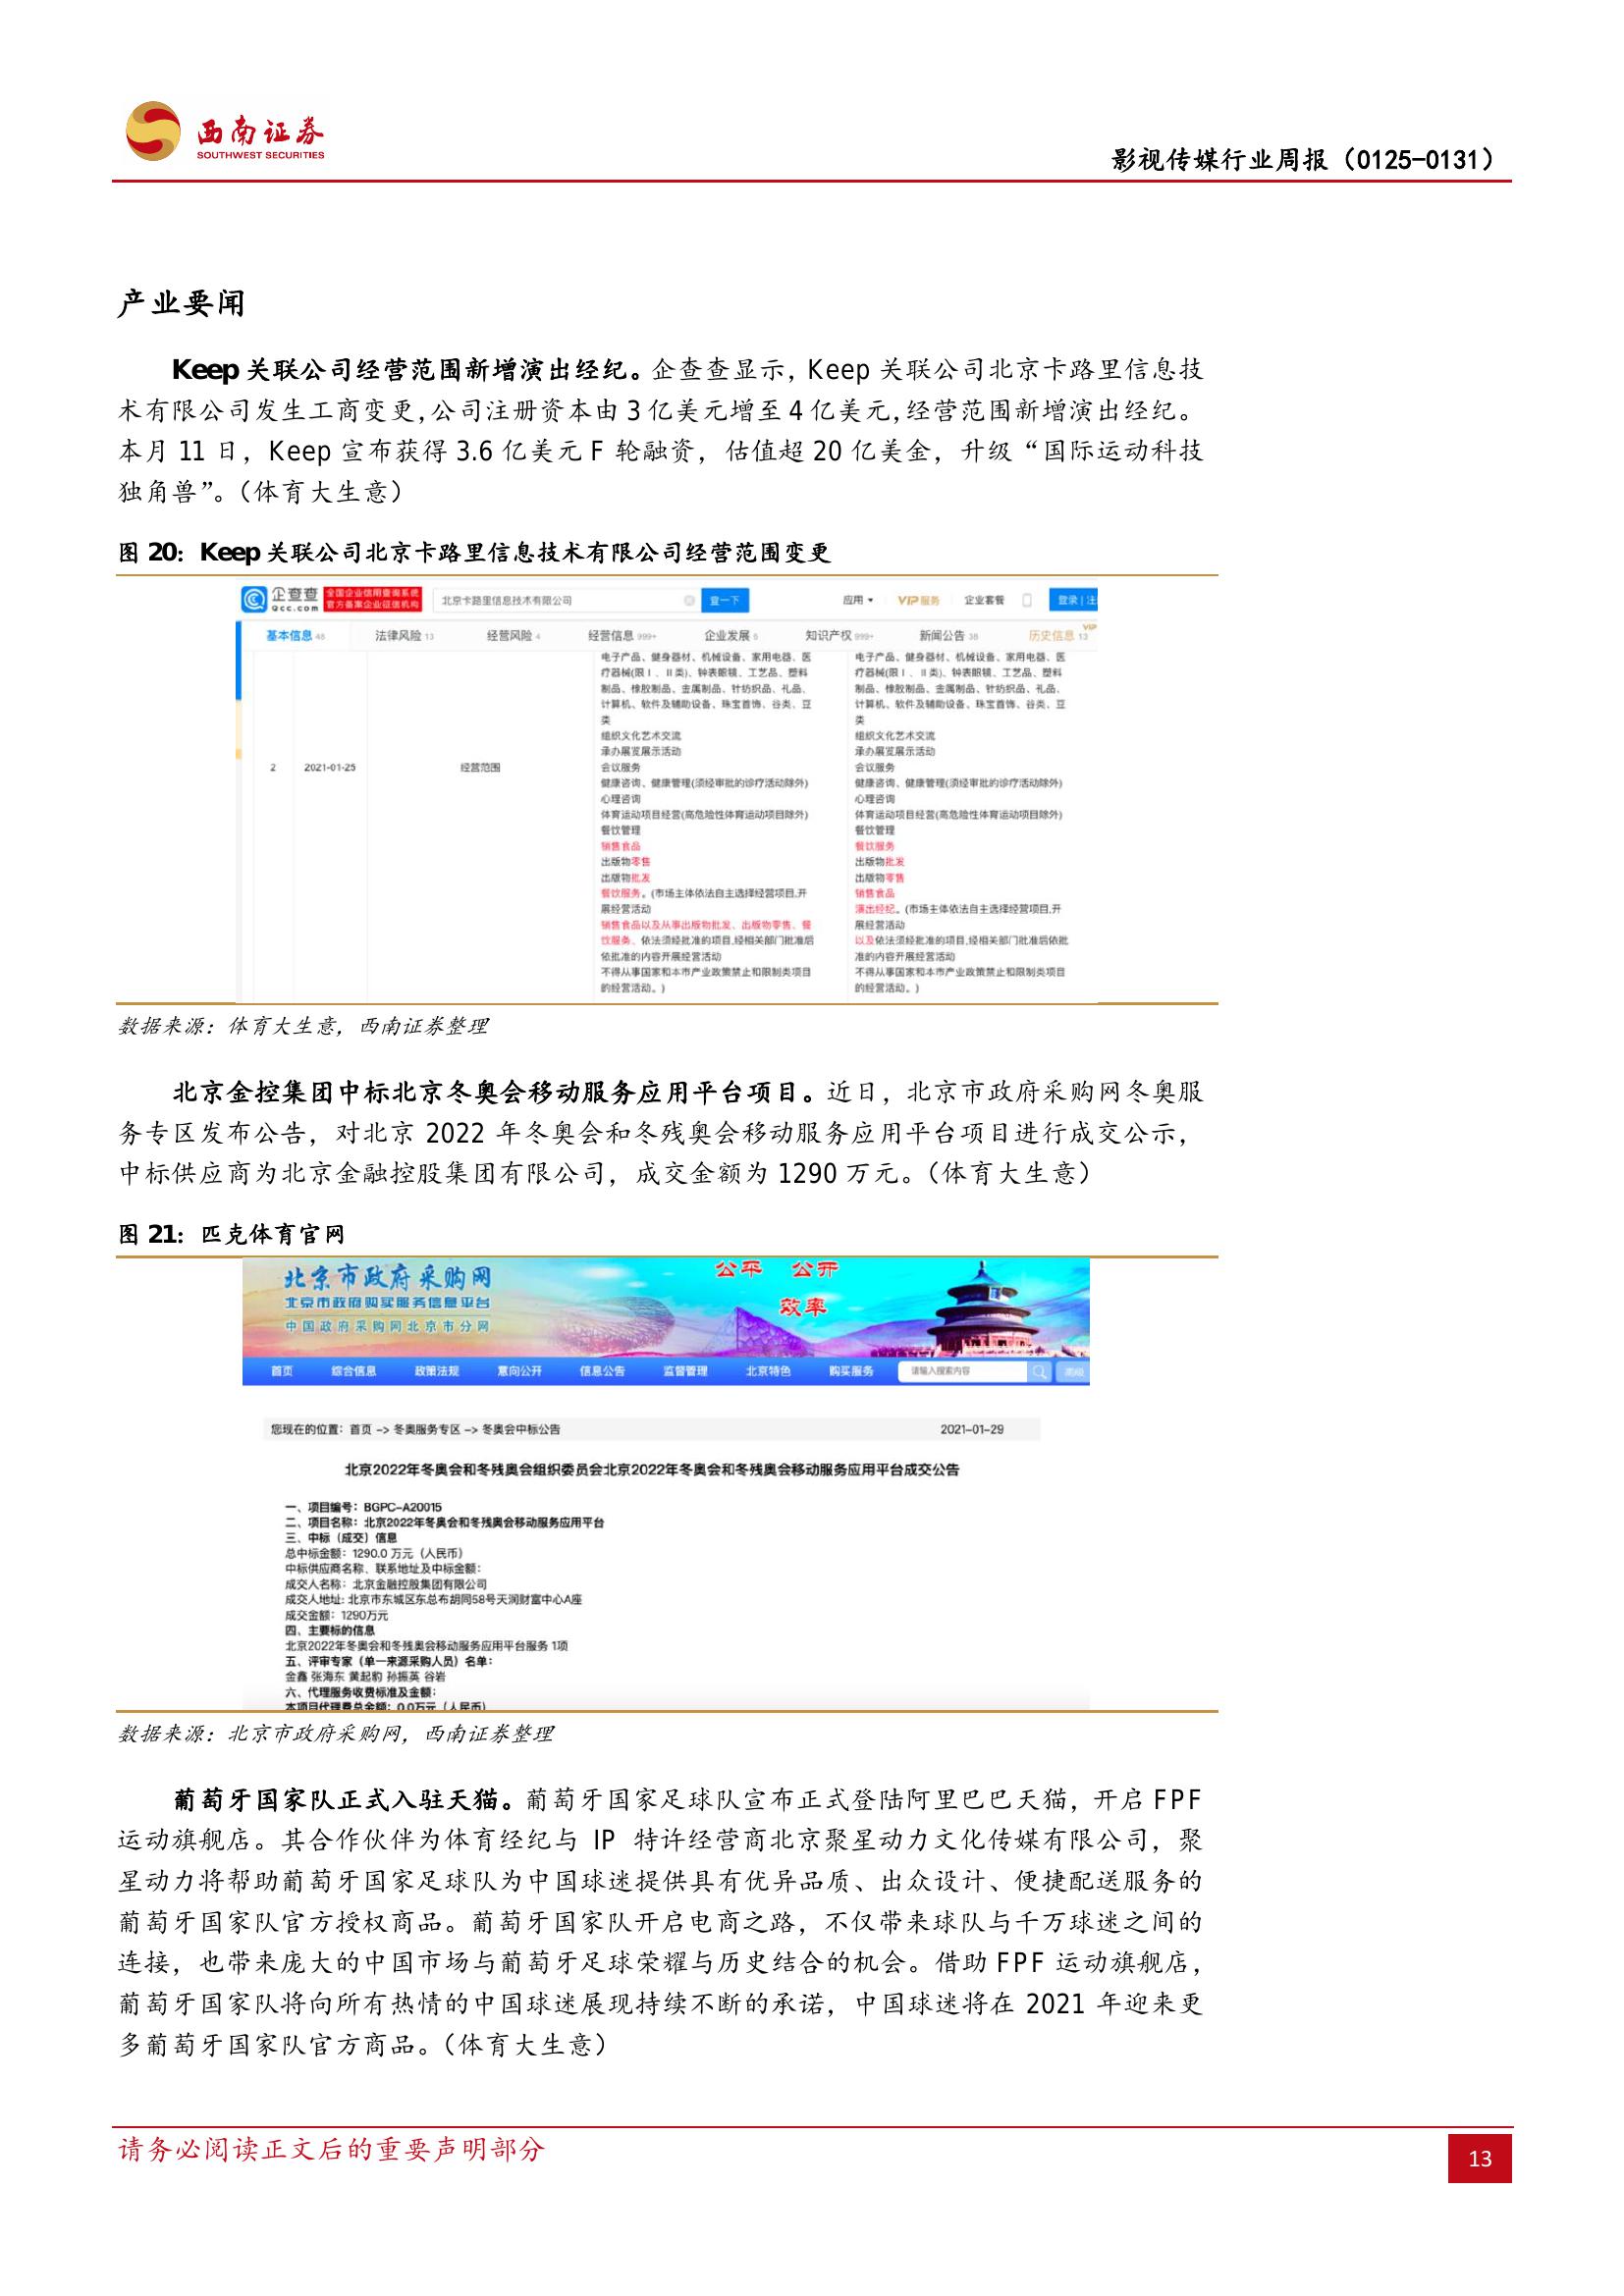 西南证券
SOUTHWEST SECURITIES
影视传媒行业周报（0125-0131）
产业要闻
Keep 关联公司经营范围新增演出经纪。企查查显示，Keep 关联公司北京卡路里信息技
术有限公司发生工商变更,公司注册资本由 3 亿美元增至 4 亿美元,经营范围新增演出经纪。
本月 11 日，Keep 宣布获得 3.6 亿美元 F 轮融资，估值超 20 亿美金，升级“国际运动科技
独角兽”。（体育大生意）
图 20：Keep 关联公司北京卡路里信息技术有限公司经营范围变更
企查查 Qcc.com 全国企业信用查询系统 官方备案企业征信机构 北京卡路里信息技术有限公司 查一下 应用 VIP服务 企业套餐 登录 | 注
基本信息 48 法律风险 13 经营风险 4 经营信息 999+ 企业发展 6 知识产权 999+ 新闻公告 38 历史信息 13 VIP
2 2021-01-25 经营范围
电子产品、健身器材、机械设备、家用电器、医
疗器械(限Ⅰ、Ⅱ类)、钟表眼镜、工艺品、塑料
制品、橡胶制品、金属制品、针纺织品、礼品、
计算机、软件及辅助设备、珠宝首饰、谷类、豆
类
组织文化艺术交流
承办展览展示活动
会议服务
健康咨询、健康管理(须经审批的诊疗活动除外)
心理咨询
体育运动项目经营(高危险性体育运动项目除外)
餐饮管理
销售食品
出版物零售
出版物批发
餐饮服务。(市场主体依法自主选择经营项目,开
展经营活动
销售食品以及从事出版物批发、出版物零售、餐
饮服务、依法须经批准的项目,经相关部门批准后
依批准的内容开展经营活动
不得从事国家和本市产业政策禁止和限制类项目
的经营活动。)
电子产品、健身器材、机械设备、家用电器、医
疗器械(限Ⅰ、Ⅱ类)、钟表眼镜、工艺品、塑料
制品、橡胶制品、金属制品、针纺织品、礼品、
计算机、软件及辅助设备、珠宝首饰、谷类、豆
类
组织文化艺术交流
承办展览展示活动
会议服务
健康咨询、健康管理(须经审批的诊疗活动除外)
心理咨询
体育运动项目经营(高危险性体育运动项目除外)
餐饮管理
餐饮服务
出版物批发
出版物零售
销售食品
演出经纪。(市场主体依法自主选择经营项目,开
展经营活动
以及依法须经批准的项目,经相关部门批准后依批
准的内容开展经营活动
不得从事国家和本市产业政策禁止和限制类项目
的经营活动。)
数据来源：体育大生意，西南证券整理
北京金控集团中标北京冬奥会移动服务应用平台项目。近日，北京市政府采购网冬奥服
务专区发布公告，对北京 2022 年冬奥会和冬残奥会移动服务应用平台项目进行成交公示，
中标供应商为北京金融控股集团有限公司，成交金额为 1290 万元。（体育大生意）
图 21：匹克体育官网
北京市政府采购网
北京市政府购买服务信息平台
中国政府采购网北京市分网
公平 公开
效率
首页 综合信息 政策法规 意向公开 信息公告 监督管理 北京特色 购买服务 请输入搜索内容
您现在的位置：首页 -> 冬奥服务专区 -> 冬奥会中标公告 2021-01-29
北京2022年冬奥会和冬残奥会组织委员会北京2022年冬奥会和冬残奥会移动服务应用平台成交公告
一、项目编号：BGPC-A20015
二、项目名称：北京2022年冬奥会和冬残奥会移动服务应用平台
三、中标（成交）信息
总中标金额：1290.0 万元（人民币）
中标供应商名称、联系地址及中标金额：
成交人名称：北京金融控股集团有限公司
成交人地址: 北京市东城区东总布胡同58号天润财富中心A座
成交金额：1290万元
四、主要标的信息
北京2022年冬奥会和冬残奥会移动服务应用平台服务 1项
五、评审专家（单一来源采购人员）名单：
金鑫 张海东 黄起豹 孙振英 谷岩
六、代理服务收费标准及金额：
本项目代理费总金额：0.0万元（人民币）
数据来源：北京市政府采购网，西南证券整理
葡萄牙国家队正式入驻天猫。葡萄牙国家足球队宣布正式登陆阿里巴巴天猫，开启 FPF
运动旗舰店。其合作伙伴为体育经纪与 IP 特许经营商北京聚星动力文化传媒有限公司，聚
星动力将帮助葡萄牙国家足球队为中国球迷提供具有优异品质、出众设计、便捷配送服务的
葡萄牙国家队官方授权商品。葡萄牙国家队开启电商之路，不仅带来球队与千万球迷之间的
连接，也带来庞大的中国市场与葡萄牙足球荣耀与历史结合的机会。借助 FPF 运动旗舰店，
葡萄牙国家队将向所有热情的中国球迷展现持续不断的承诺，中国球迷将在 2021 年迎来更
多葡萄牙国家队官方商品。（体育大生意）
请务必阅读正文后的重要声明部分
13